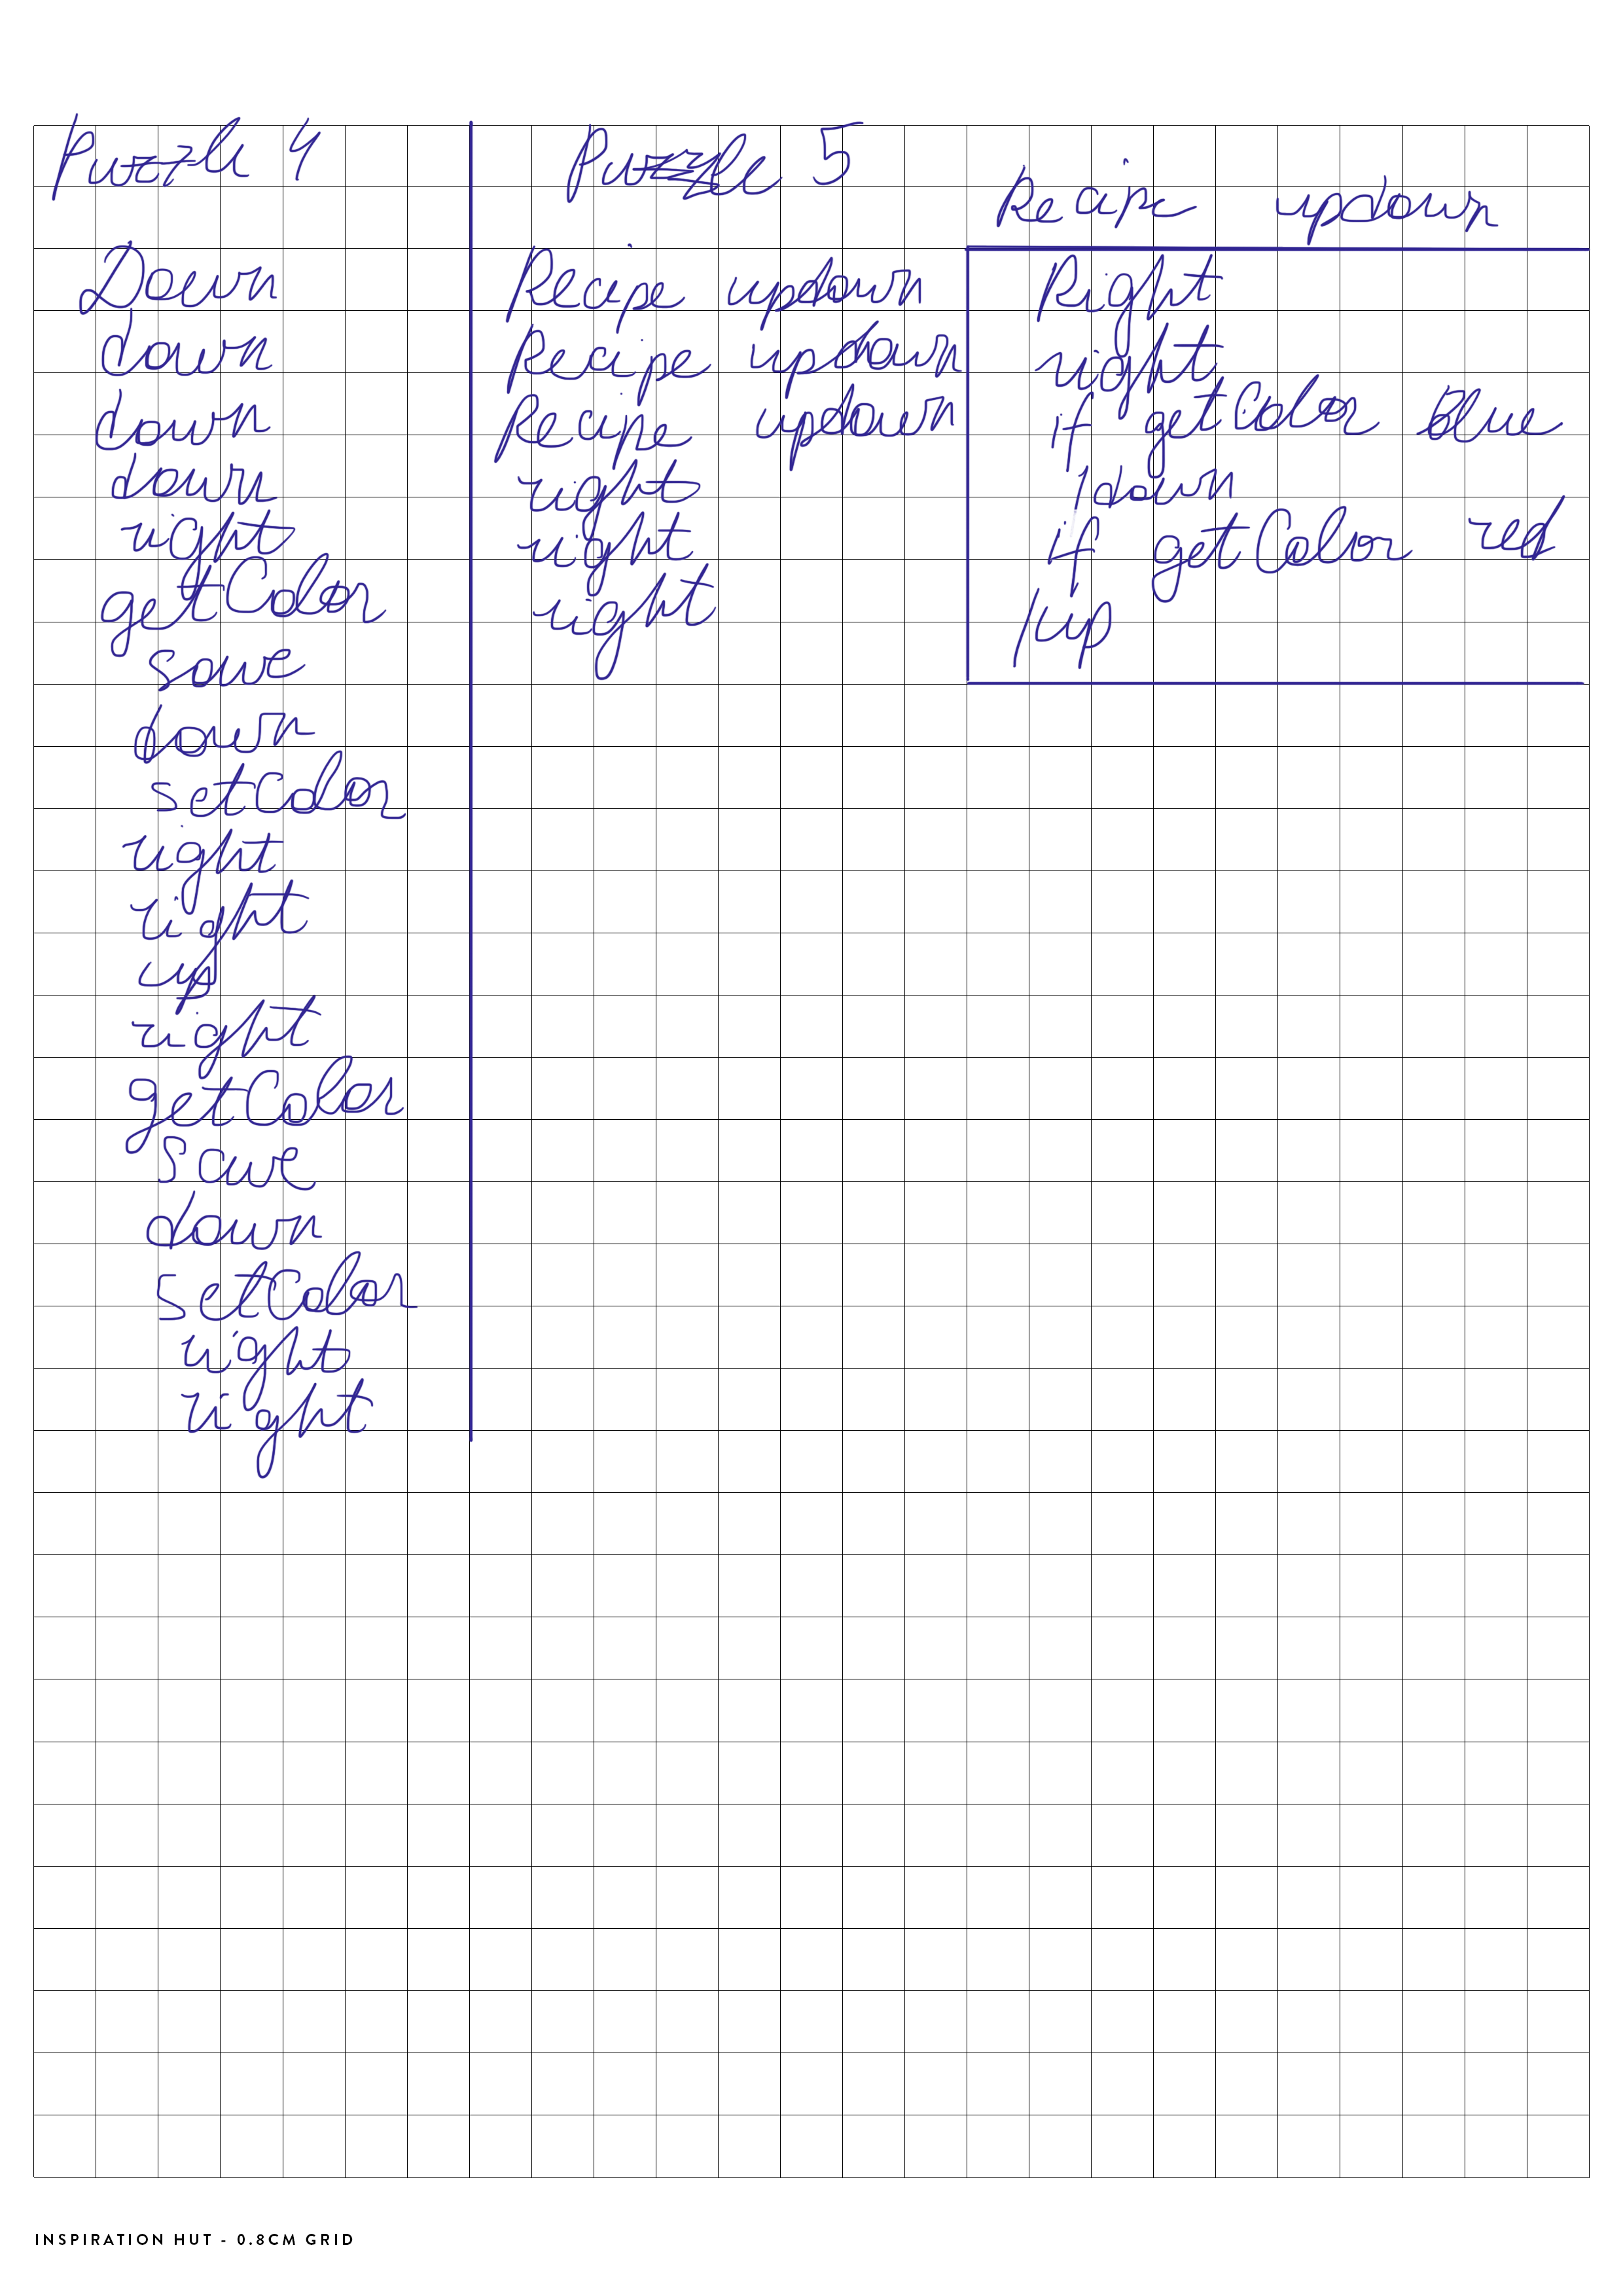 Puzzle 4
Down
down
down
down
right
getColor
save
down
setColor
right
right
up
right
getColor
save
down
setColor
right
right
Puzzle 5
Recipe updown
Recipe updown
Recipe updown
right
right
right
Recipe updown
Right
right
if getColor Blue
1down
if getColor red
1up
INSPIRATION HUT - 0.8CM GRID